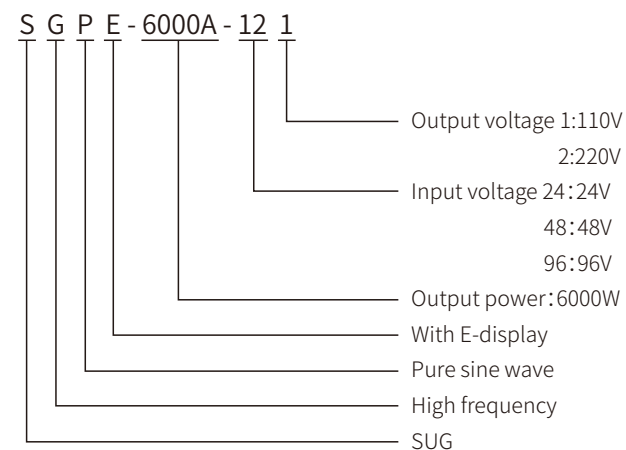 S G P E - 6000A - 12 1
Output voltage 1:110V
2:220V
Input voltage 24：24V
48：48V
96：96V
Output power：6000W
With E-display
Pure sine wave
High frequency
SUG